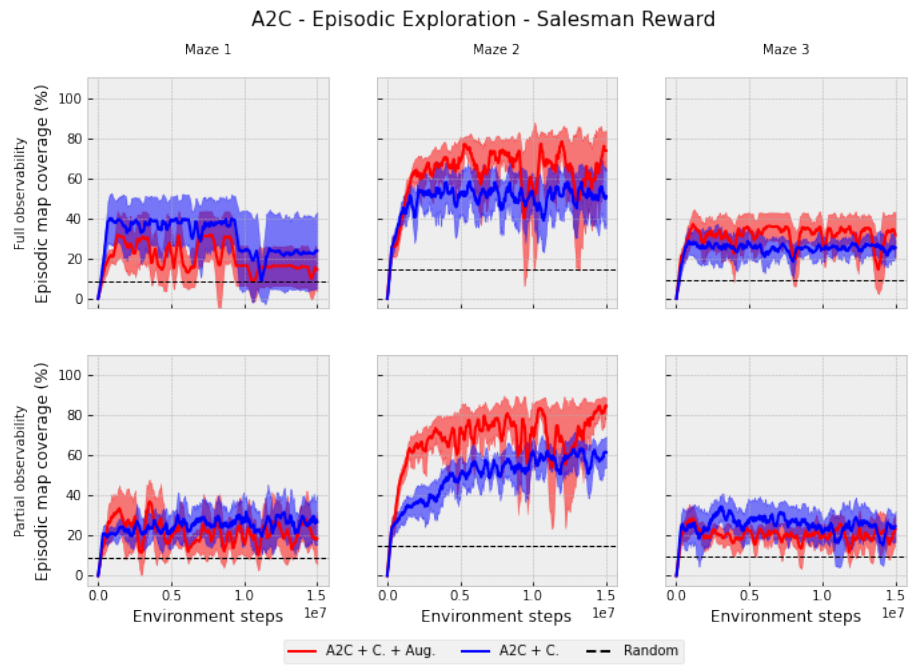 A2C - Episodic Exploration - Salesman Reward
Maze 1 Maze 2 Maze 3
Full observability
Episodic map coverage (%)
100
80
60
40
20
0
Partial observability
Episodic map coverage (%)
100
80
60
40
20
0
0.0 0.5 1.0 1.5 0.0 0.5 1.0 1.5 0.0 0.5 1.0 1.5
Environment steps 1e7 Environment steps 1e7 Environment steps 1e7
A2C + C. + Aug. A2C + C. Random